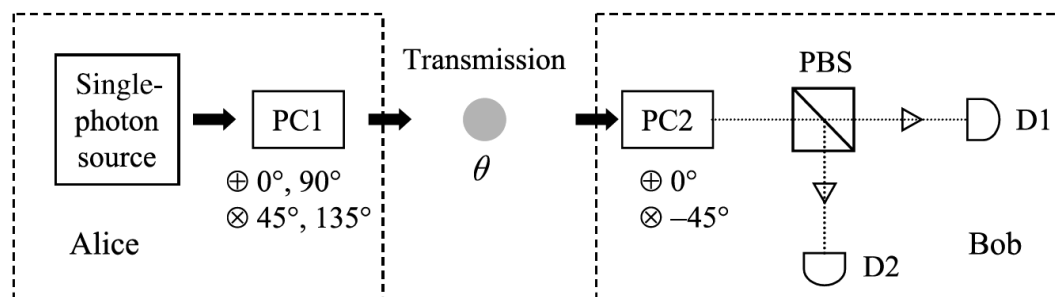 Single-
photon
source
PC1
⊕ 0°, 90°
⊗ 45°, 135°
Alice
Transmission
θ
PC2
⊕ 0°
⊗ –45°
PBS
D1
D2
Bob